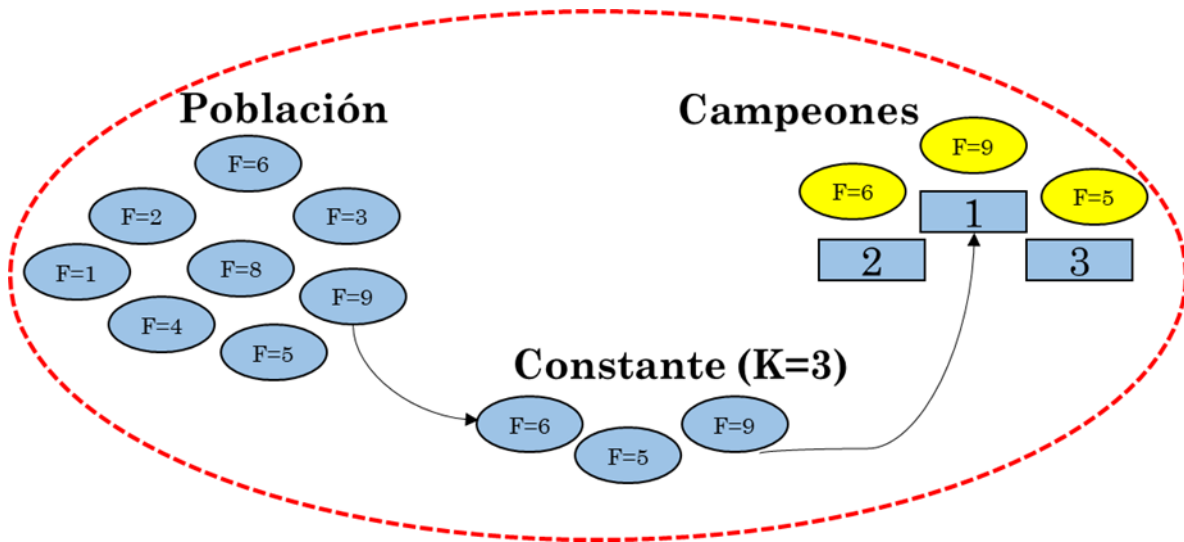 Población
F=6
F=2
F=3
F=1
F=8
F=9
F=4
F=5
Constante (K=3)
F=6
F=5
F=9
Campeones
F=9
F=6
F=5
1
2
3